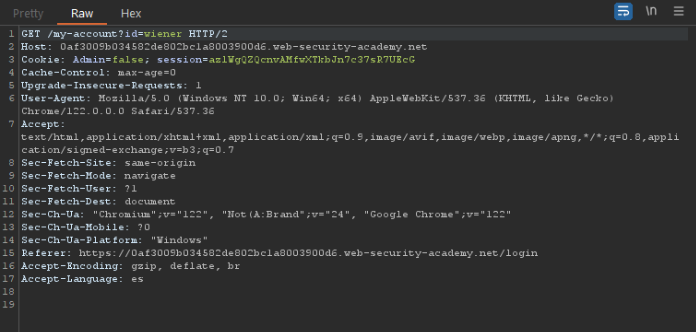 Pretty Raw Hex \n
1 GET /my-account?id=wiener HTTP/2
2 Host: 0af3009b034582de802bc1a8003900d6.web-security-academy.net
3 Cookie: Admin=false; session=azlWgQZQcnvAMfwXTkbJn7c37sR7UEcG
4 Cache-Control: max-age=0
5 Upgrade-Insecure-Requests: 1
6 User-Agent: Mozilla/5.0 (Windows NT 10.0; Win64; x64) AppleWebKit/537.36 (KHTML, like Gecko)
Chrome/122.0.0.0 Safari/537.36
7 Accept:
text/html,application/xhtml+xml,application/xml;q=0.9,image/avif,image/webp,image/apng,*/*;q=0.8,appli
cation/signed-exchange;v=b3;q=0.7
8 Sec-Fetch-Site: same-origin
9 Sec-Fetch-Mode: navigate
10 Sec-Fetch-User: ?1
11 Sec-Fetch-Dest: document
12 Sec-Ch-Ua: "Chromium";v="122", "Not(A:Brand";v="24", "Google Chrome";v="122"
13 Sec-Ch-Ua-Mobile: ?0
14 Sec-Ch-Ua-Platform: "Windows"
15 Referer: https://0af3009b034582de802bc1a8003900d6.web-security-academy.net/login
16 Accept-Encoding: gzip, deflate, br
17 Accept-Language: es
18
19